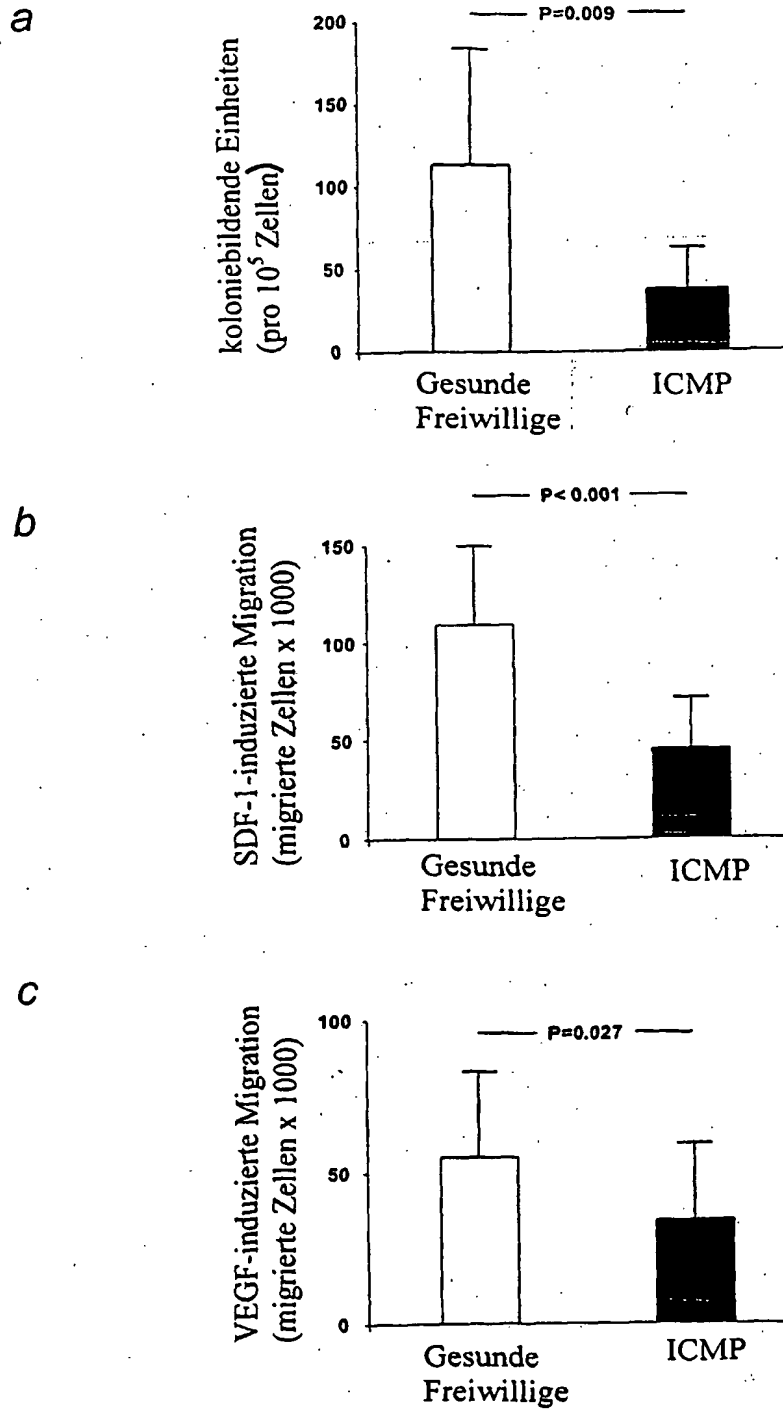 a
P=0.009
200
150
100
50
0
koloniebildende Einheiten
(pro 10⁵ Zellen)
Gesunde
Freiwillige
ICMP
b
P< 0.001
150
100
50
0
SDF-1-induzierte Migration
(migrierte Zellen x 1000)
Gesunde
Freiwillige
ICMP
c
P=0.027
100
50
0
VEGF-induzierte Migration
(migrierte Zellen x 1000)
Gesunde
Freiwillige
ICMP